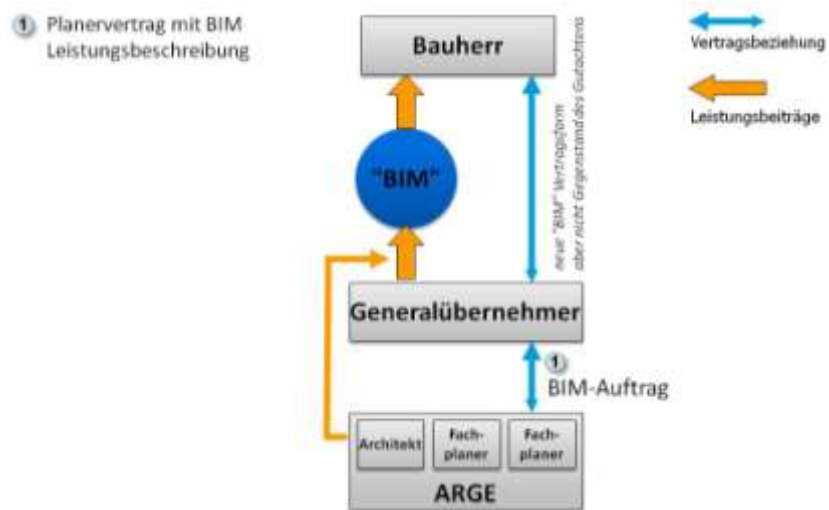 1 Planervertrag mit BIM
Leistungsbeschreibung
Bauherr
Vertragsbeziehung
Leistungsbeiträge
"BIM"
neue "BIM" Vertragsform
aber nicht Gegenstand des Gutachtens
Generalübernehmer
1
BIM-Auftrag
Architekt
Fach-
planer
Fach-
planer
ARGE